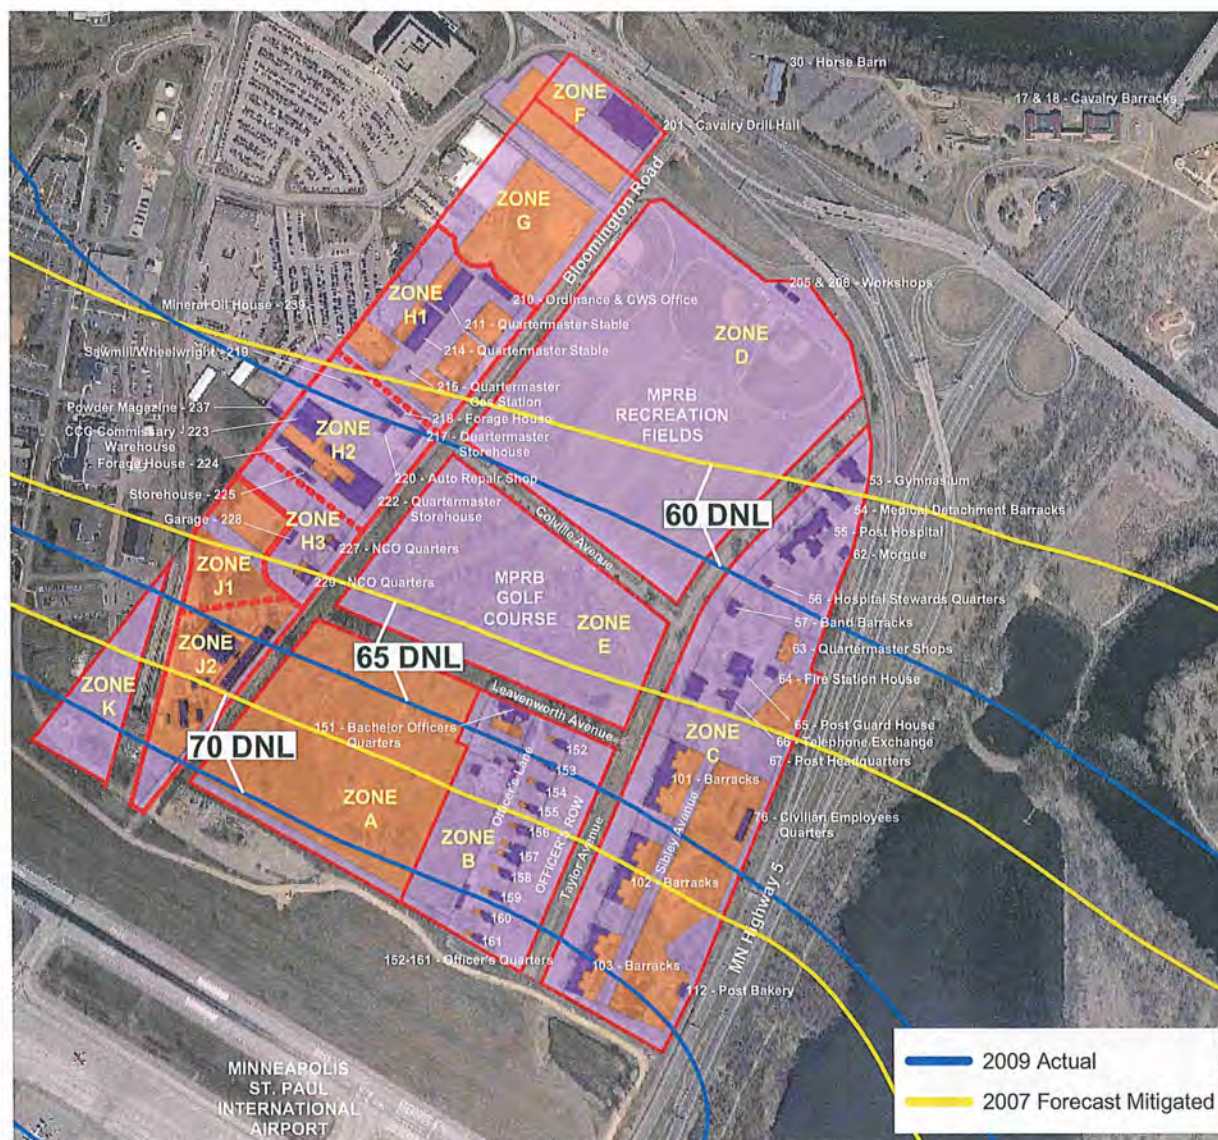 30 - Horse Barn
17 & 18 - Cavalry Barracks
ZONE
F
201 - Cavalry Drill Hall
ZONE
G
Bloomington Road
205 & 206 - Workshops
Mineral Oil House - 239
ZONE
H1
210 - Ordinance & CWS Office
211 - Quartermaster Stable
ZONE
D
Sawmill/Wheelwright - 219
214 - Quartermaster Stable
MPRB
RECREATION
FIELDS
Powder Magazine - 237
216 - Quartermaster
Gas Station
CCG Commissary - 223
Warehouse
ZONE
H2
218 - Forage House
217 - Quartermaster
Storehouse
Forage House - 224
Storehouse - 225
220 - Auto Repair Shop
53 - Gymnasium
222 - Quartermaster
Storehouse
Colville Avenue
60 DNL
54 - Medical Detachment Barracks
55 - Post Hospital
Garage - 228
ZONE
H3
227 - NCO Quarters
62 - Morgue
229 - NCO Quarters
ZONE
J1
MPRB
GOLF
COURSE
ZONE
E
56 - Hospital Stewards Quarters
57 - Band Barracks
ZONE
J2
65 DNL
63 - Quartermaster Shops
64 - Fire Station House
ZONE
K
Leavenworth Avenue
151 - Bachelor Officers
Quarters
65 - Post Guard House
66 - Telephone Exchange
67 - Post Headquarters
70 DNL
ZONE
C
152
153
154
155
156
157
158
159
160
161
Officer's Lane
OFFICER'S ROW
Taylor Avenue
101 - Barracks
Sibley Avenue
ZONE
A
ZONE
B
76 - Civilian Employees
Quarters
102 - Barracks
MN Highway 5
152-161 - Officer's Quarters
103 - Barracks
112 - Post Bakery
MINNEAPOLIS
ST. PAUL
INTERNATIONAL
AIRPORT
2009 Actual
2007 Forecast Mitigated